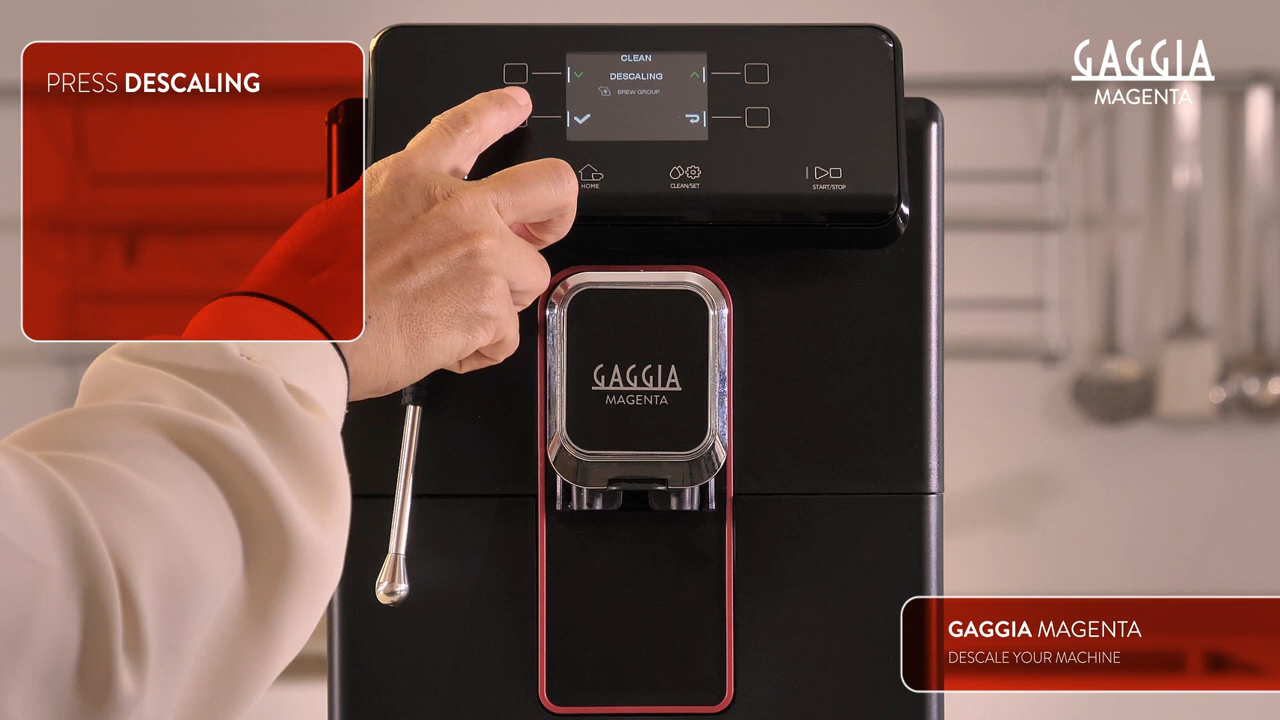 PRESS DESCALING
GAGGIA
MAGENTA
CLEAN
DESCALING
BREW GROUP
HOME
CLEAN/SET
START/STOP
GAGGIA
MAGENTA
GAGGIA MAGENTA
DESCALE YOUR MACHINE